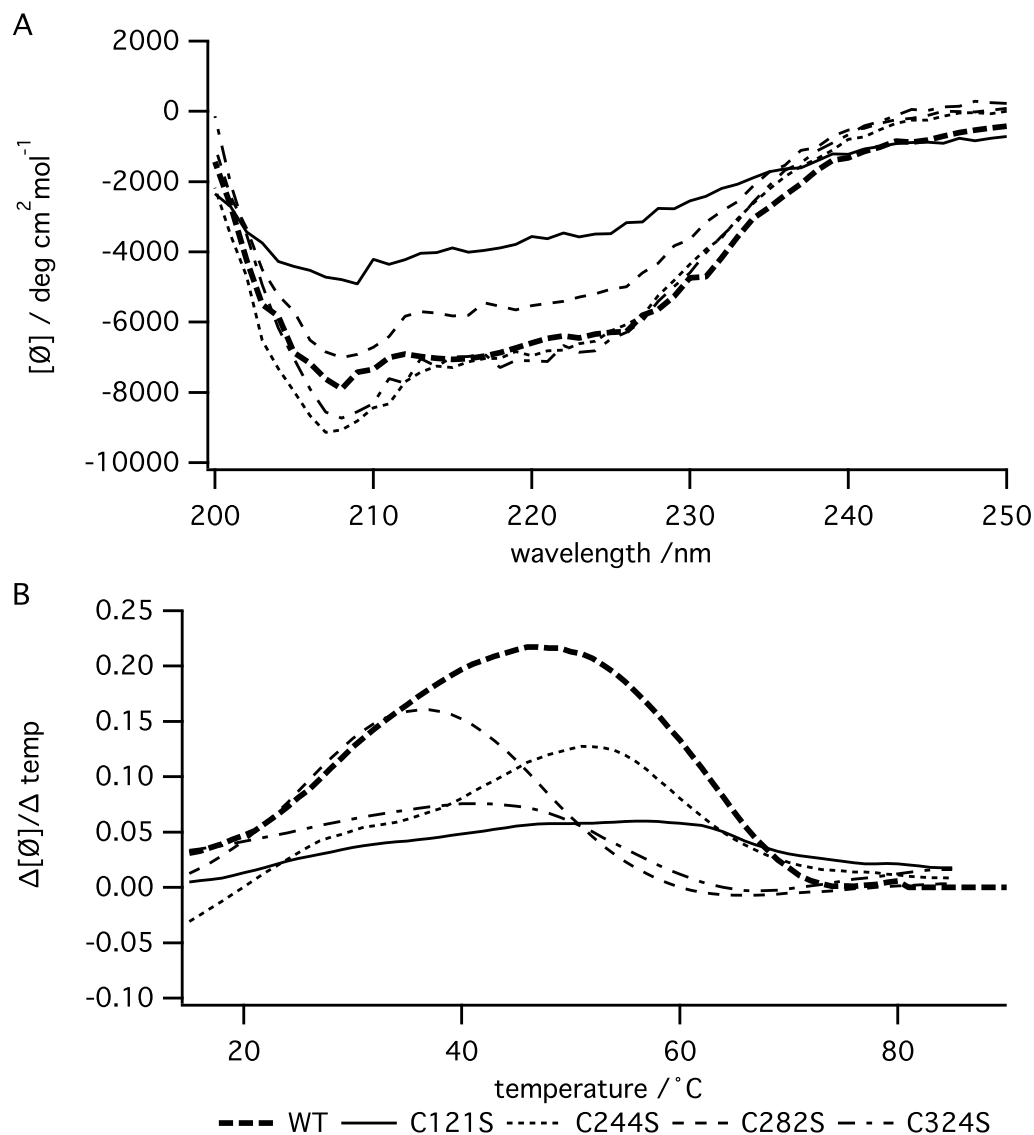 A
2000
0
-2000
-4000
-6000
-8000
-10000
[Ø] / deg cm²mol⁻¹
200 210 220 230 240 250
wavelength /nm
B
0.25
0.20
0.15
0.10
0.05
0.00
-0.05
-0.10
Δ[Ø]/Δ temp
20 40 60 80
temperature /˚C
WT C121S C244S C282S C324S